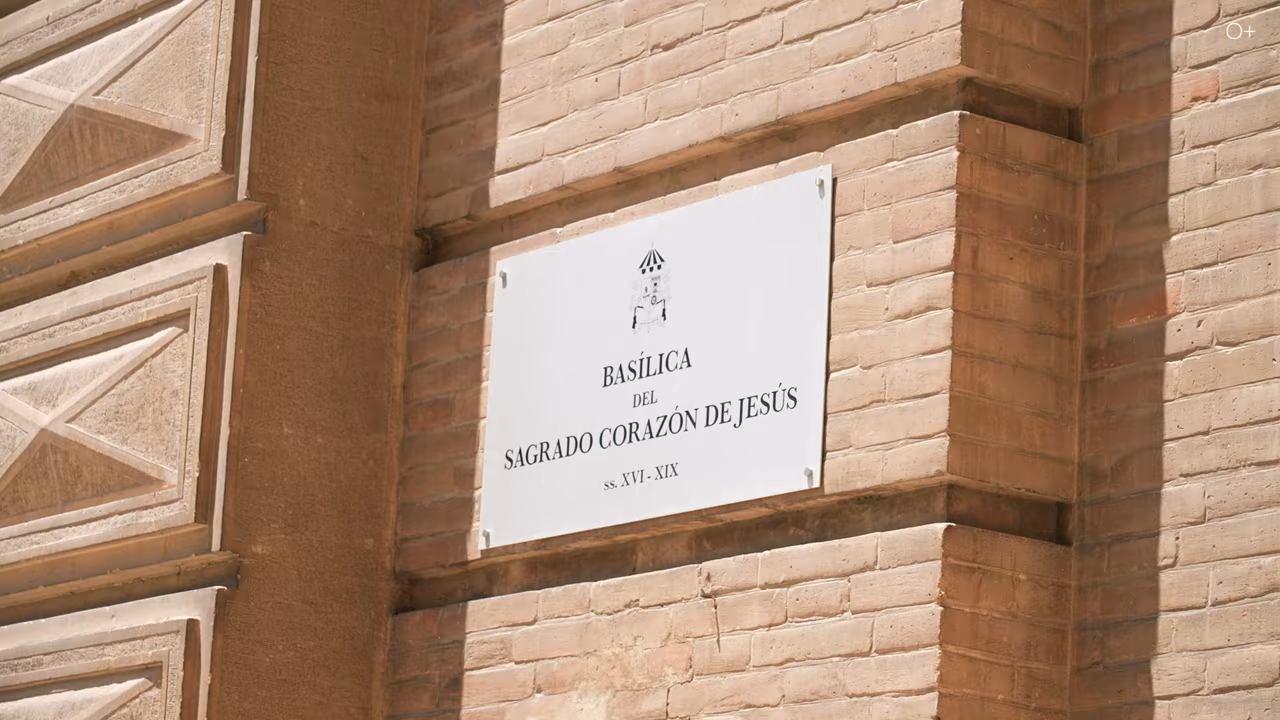 O+
BASÍLICA
DEL
SAGRADO CORAZÓN DE JESÚS
ss. XVI - XIX